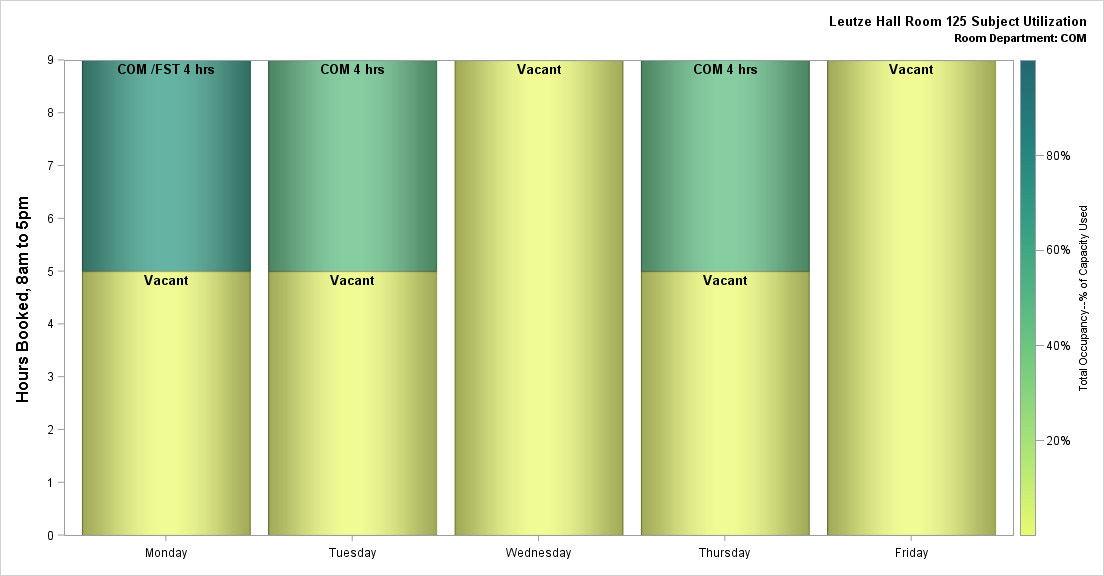 Leutze Hall Room 125 Subject Utilization
Room Department: COM
Hours Booked, 8am to 5pm
9
8
7
6
5
4
3
2
1
0
COM /FST 4 hrs
COM 4 hrs
Vacant
COM 4 hrs
Vacant
Vacant
Vacant
Vacant
Monday
Tuesday
Wednesday
Thursday
Friday
80%
60%
40%
20%
Total Occupancy--% of Capacity Used